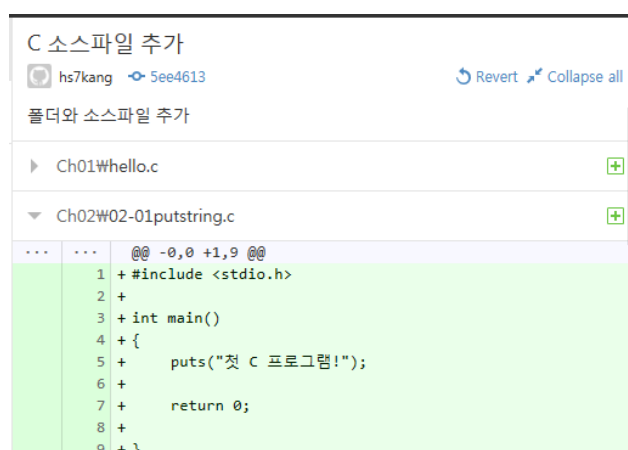 C 소스파일 추가
hs7kang 5ee4613 Revert Collapse all
폴더와 소스파일 추가
Ch01₩hello.c
Ch02₩02-01putstring.c
... ... @@ -0,0 +1,9 @@
1 +#include <stdio.h>
2 +
3 +int main()
4 +{
5 + puts("첫 C 프로그램!");
6 +
7 + return 0;
8 +
9 +}